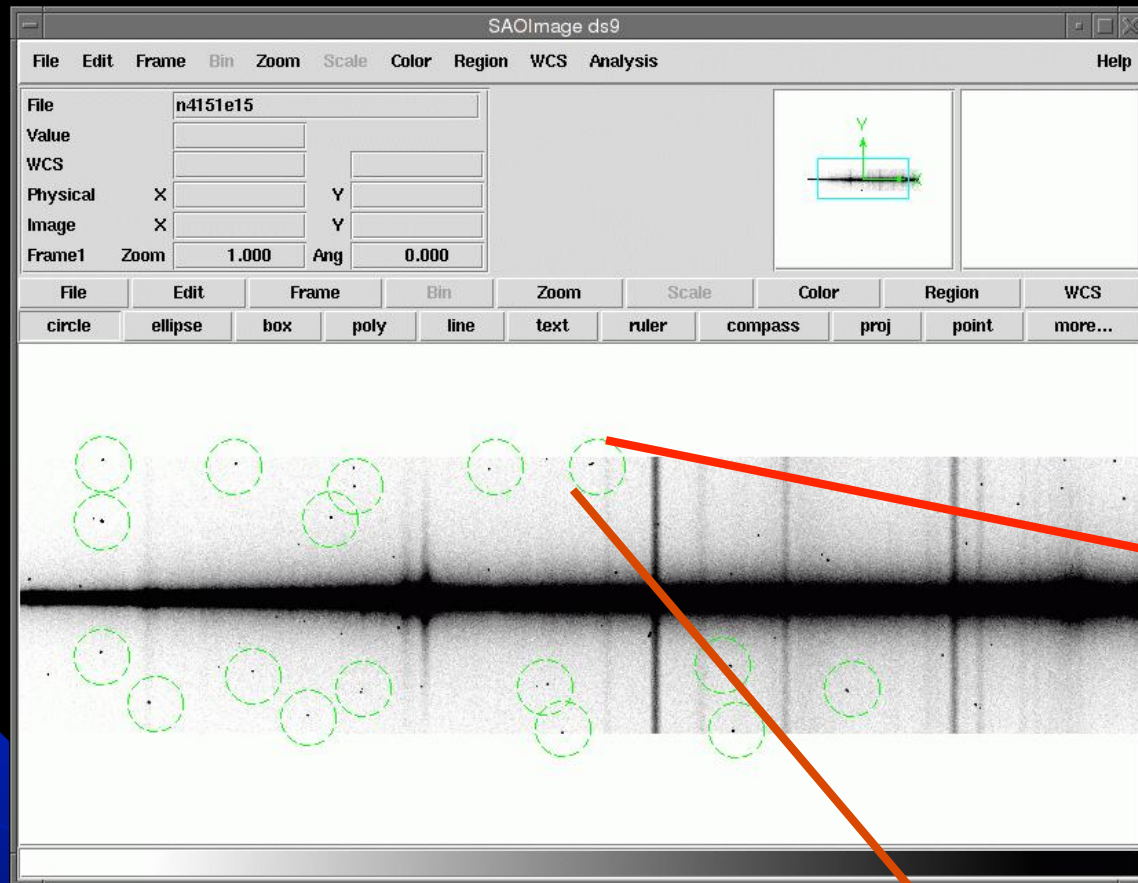 SAOImage ds9
File Edit Frame Bin Zoom Scale Color Region WCS Analysis Help
File n4151e15
Value
WCS
Physical X Y
Image X Y
Frame1 Zoom 1.000 Ang 0.000
Y
X
File Edit Frame Bin Zoom Scale Color Region WCS
circle ellipse box poly line text ruler compass proj point more...